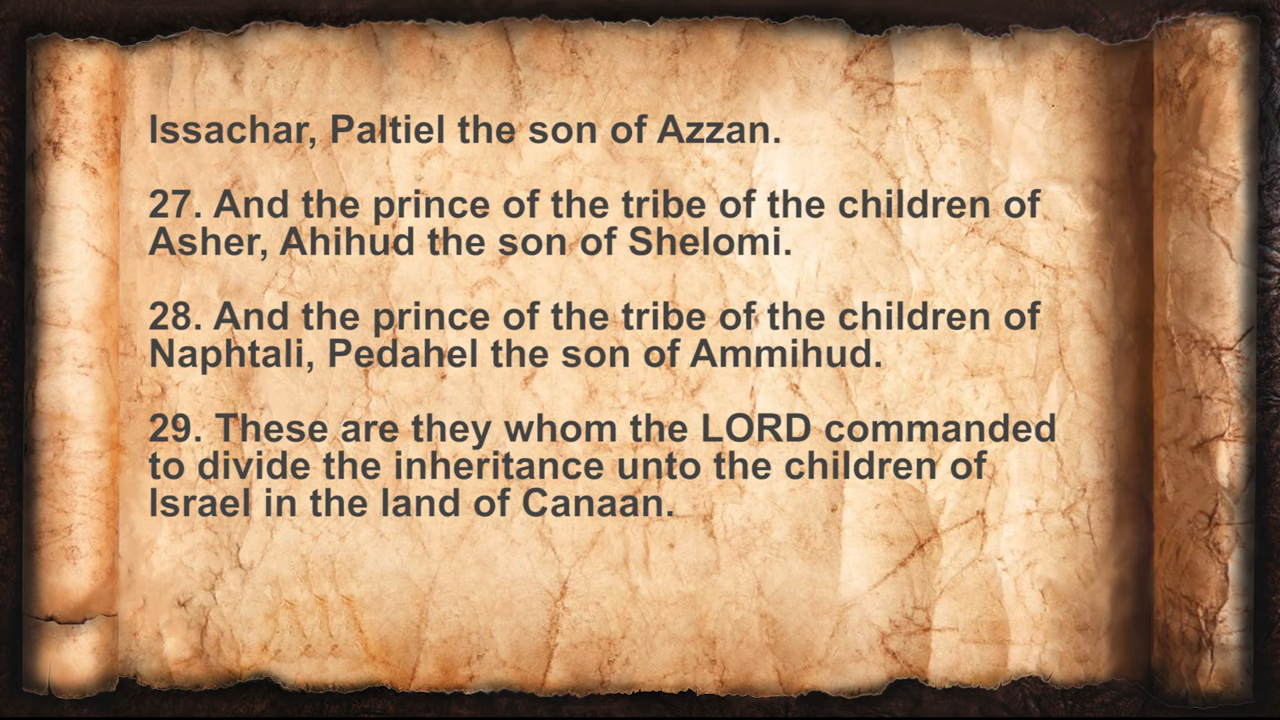 Issachar, Paltiel the son of Azzan.
27. And the prince of the tribe of the children of
Asher, Ahihud the son of Shelomi.
28. And the prince of the tribe of the children of
Naphtali, Pedahel the son of Ammihud.
29. These are they whom the LORD commanded
to divide the inheritance unto the children of
Israel in the land of Canaan.